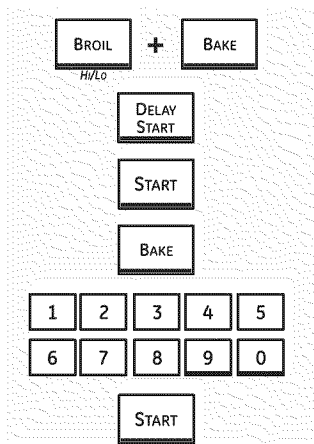 BROIL + BAKE
HI/LO
DELAY
START
START
BAKE
1 2 3 4 5
6 7 8 9 0
START